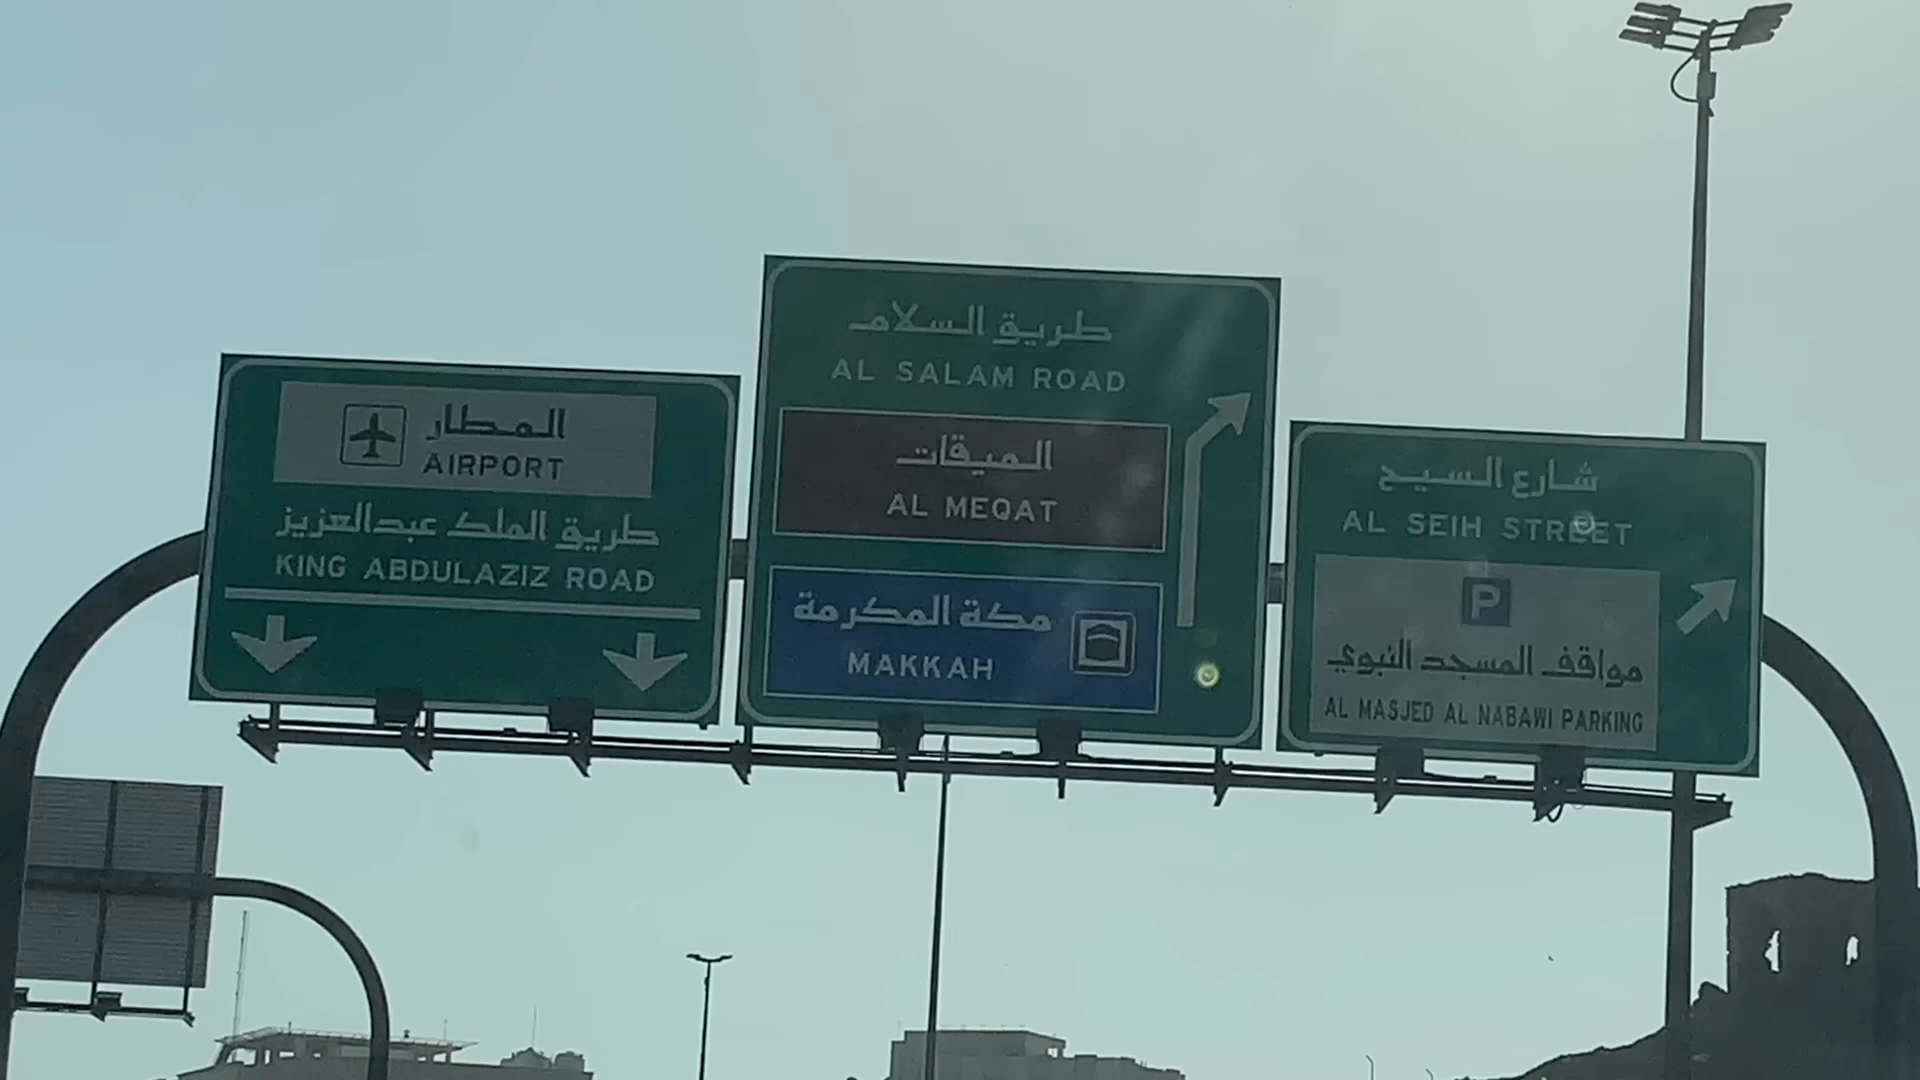 المطار
AIRPORT
طريق الملك عبدالعزيز
KING ABDULAZIZ ROAD
طريق السلام
AL SALAM ROAD
الميقات
AL MEQAT
مكة المكرمة
MAKKAH
شارع السيح
AL SEIH STREET
P
مواقف المسجد النبوي
AL MASJED AL NABAWI PARKING